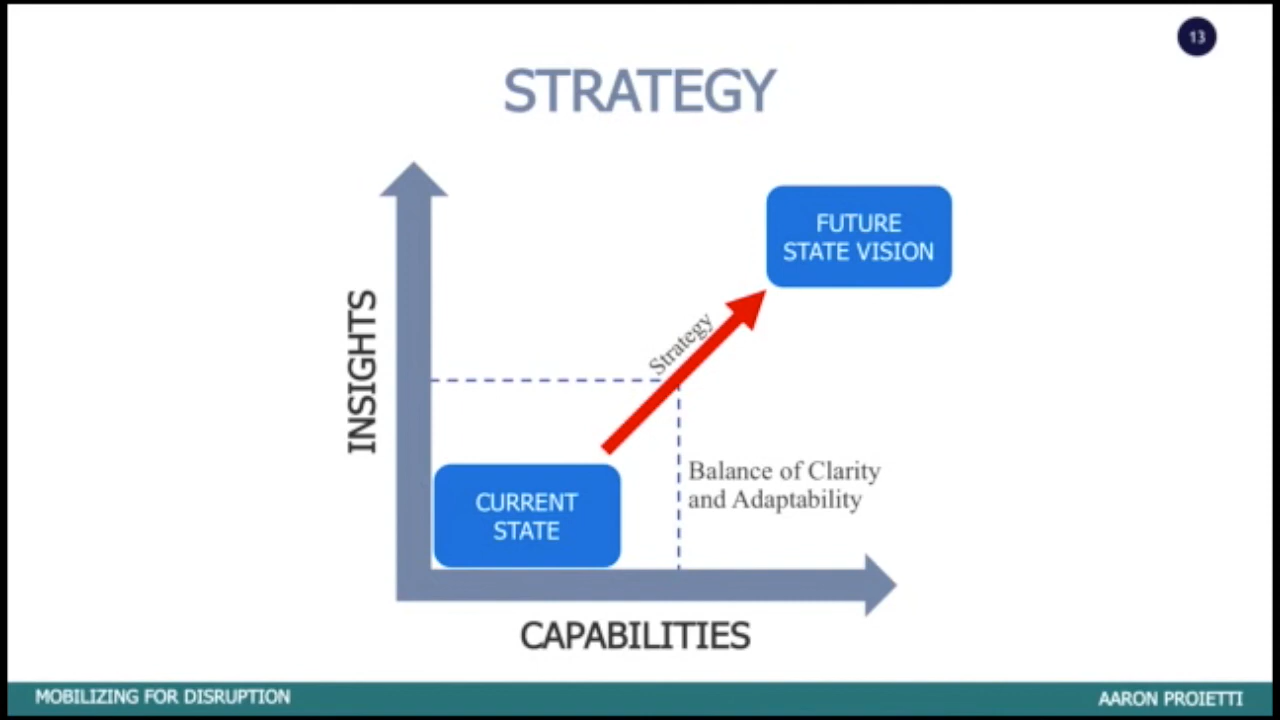 13
STRATEGY
FUTURE
STATE VISION
INSIGHTS
Strategy
Balance of Clarity
and Adaptability
CURRENT
STATE
CAPABILITIES
MOBILIZING FOR DISRUPTION
AARON PROIETTI